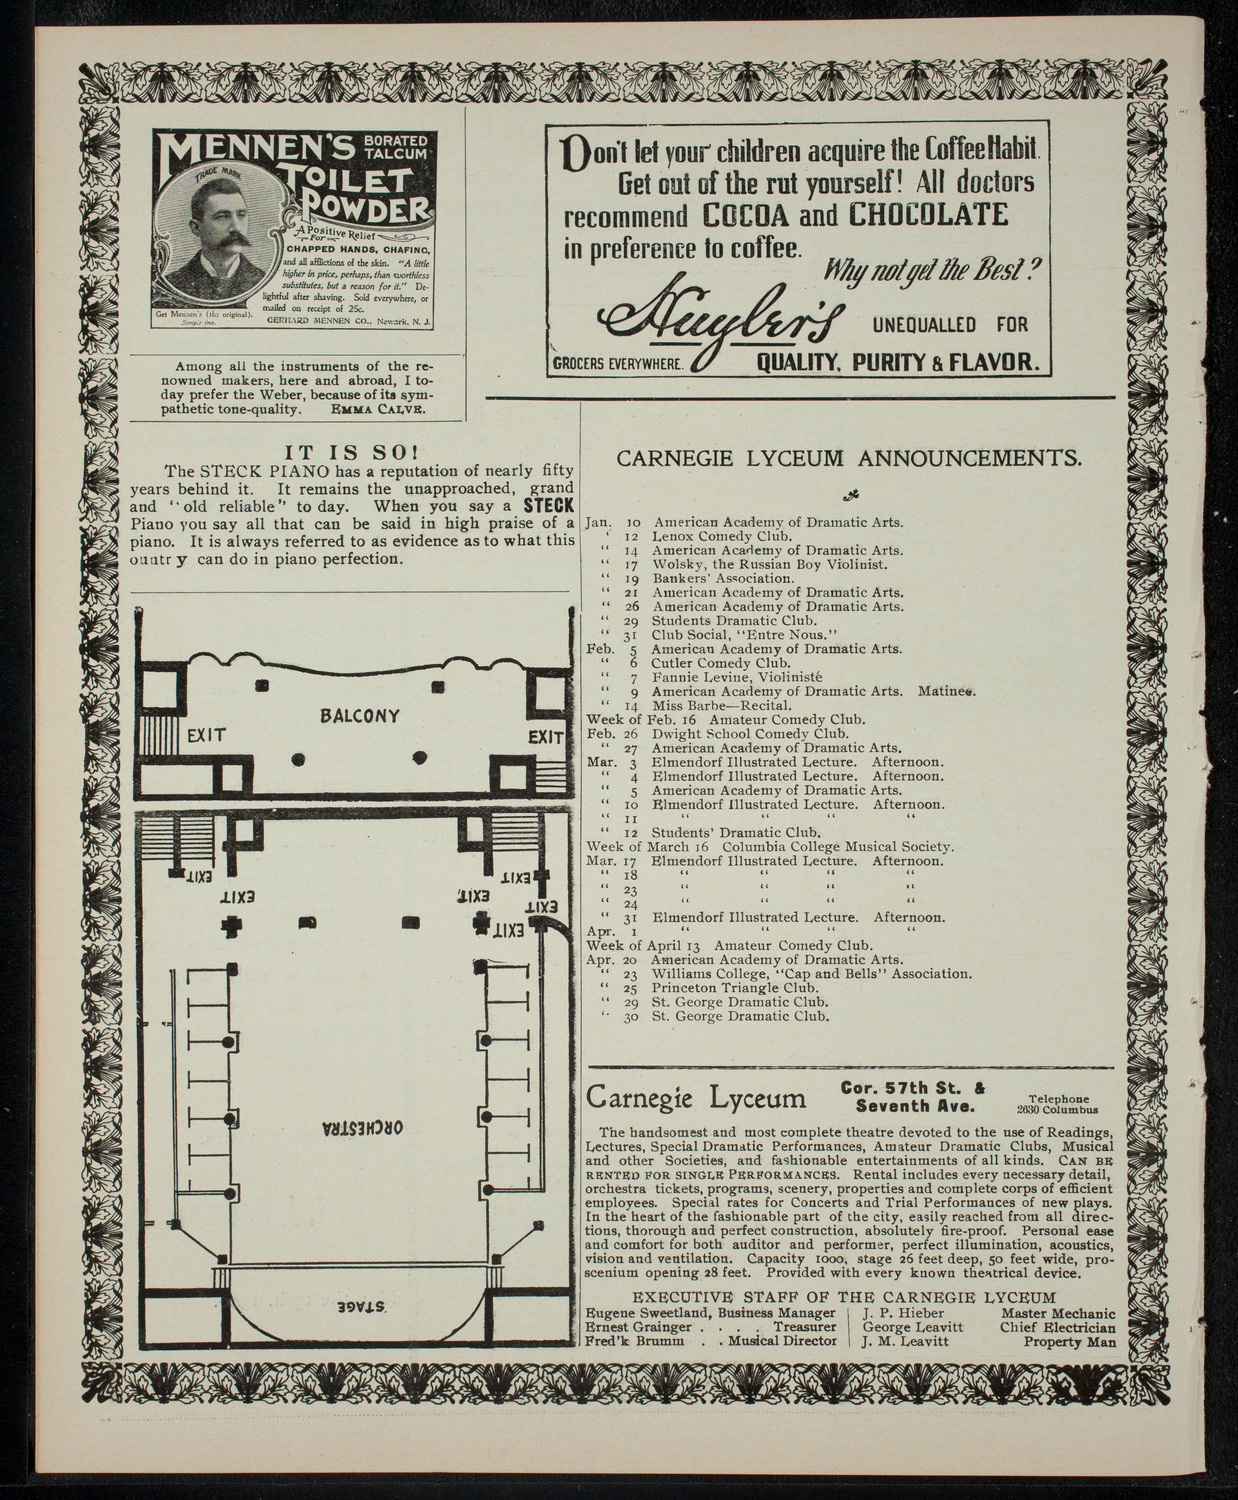 MENNEN'S BORATED
TALCUM
TOILET
POWDER
TRADE MARK
A Positive Relief
For
CHAPPED HANDS, CHAFING,
and all afflictions of the skin. "A little
higher in price, perhaps, than worthless
substitutes, but a reason for it." De-
lightful after shaving. Sold everywhere, or
mailed on receipt of 25c.
Get Mennen's (the original).
Sample free.
GERHARD MENNEN CO., Newark, N. J.
Among all the instruments of the re-
nowned makers, here and abroad, I to-
day prefer the Weber, because of its sym-
pathetic tone-quality. EMMA CALVE.
Don't let your children acquire the Coffee Habit.
Get out of the rut yourself! All doctors
recommend COCOA and CHOCOLATE
in preference to coffee.
Why not get the Best?
Huyler's UNEQUALLED FOR
GROCERS EVERYWHERE. QUALITY, PURITY & FLAVOR.
IT IS SO!
The STECK PIANO has a reputation of nearly fifty
years behind it. It remains the unapproached, grand
and "old reliable" to day. When you say a STECK
Piano you say all that can be said in high praise of a
piano. It is always referred to as evidence as to what this
ountr y can do in piano perfection.
BALCONY
EXIT
EXIT
EXIT
EXIT
EXIT
EXIT
EXIT
EXIT
ORCHESTRA
STAGE
CARNEGIE LYCEUM ANNOUNCEMENTS.
Jan. 10 American Academy of Dramatic Arts.
" 12 Lenox Comedy Club.
" 14 American Academy of Dramatic Arts.
" 17 Wolsky, the Russian Boy Violinist.
" 19 Bankers' Association.
" 21 American Academy of Dramatic Arts.
" 26 American Academy of Dramatic Arts.
" 29 Students Dramatic Club.
" 31 Club Social, "Entre Nous."
Feb. 5 American Academy of Dramatic Arts.
" 6 Cutler Comedy Club.
" 7 Fannie Levine, Violinisté
" 9 American Academy of Dramatic Arts. Matinee.
" 14 Miss Barbe—Recital.
Week of Feb. 16 Amateur Comedy Club.
Feb. 26 Dwight School Comedy Club.
" 27 American Academy of Dramatic Arts.
Mar. 3 Elmendorf Illustrated Lecture. Afternoon.
" 4 Elmendorf Illustrated Lecture. Afternoon.
" 5 American Academy of Dramatic Arts.
" 10 Elmendorf Illustrated Lecture. Afternoon.
" 11 " " " "
" 12 Students' Dramatic Club.
Week of March 16 Columbia College Musical Society.
Mar. 17 Elmendorf Illustrated Lecture. Afternoon.
" 18 " " " "
" 23 " " " "
" 24 " " " "
" 31 Elmendorf Illustrated Lecture. Afternoon.
Apr. 1 " " " "
Week of April 13 Amateur Comedy Club.
Apr. 20 American Academy of Dramatic Arts.
" 23 Williams College, "Cap and Bells" Association.
" 25 Princeton Triangle Club.
" 29 St. George Dramatic Club.
" 30 St. George Dramatic Club.
Carnegie Lyceum Cor. 57th St. &
Seventh Ave.
Telephone
2630 Columbus
The handsomest and most complete theatre devoted to the use of Readings,
Lectures, Special Dramatic Performances, Amateur Dramatic Clubs, Musical
and other Societies, and fashionable entertainments of all kinds. CAN BE
RENTED FOR SINGLE PERFORMANCES. Rental includes every necessary detail,
orchestra tickets, programs, scenery, properties and complete corps of efficient
employees. Special rates for Concerts and Trial Performances of new plays.
In the heart of the fashionable part of the city, easily reached from all direc-
tions, thorough and perfect construction, absolutely fire-proof. Personal ease
and comfort for both auditor and performer, perfect illumination, acoustics,
vision and ventilation. Capacity 1000, stage 26 feet deep, 50 feet wide, pro-
scenium opening 28 feet. Provided with every known theatrical device.
EXECUTIVE STAFF OF THE CARNEGIE LYCEUM
Eugene Sweetland, Business Manager | J. P. Hieber Master Mechanic
Ernest Grainger . . . . Treasurer | George Leavitt Chief Electrician
Fred'k Brumm . . Musical Director | J. M. Leavitt Property Man